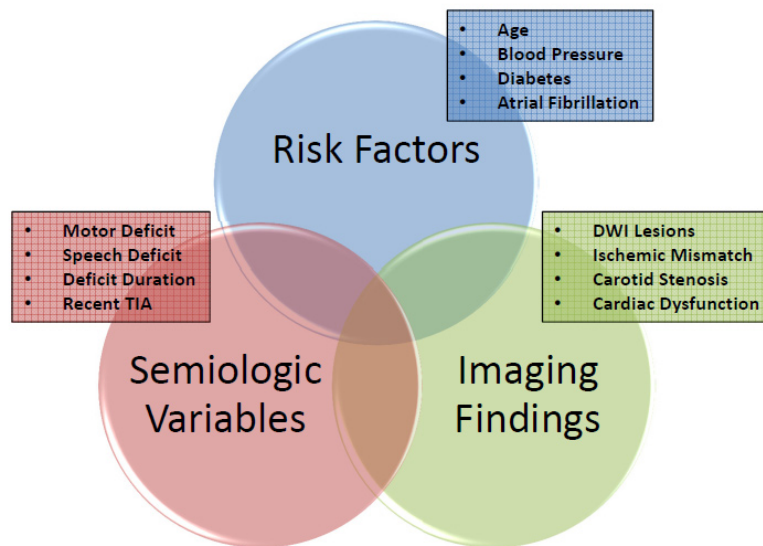 • Age
• Blood Pressure
• Diabetes
• Atrial Fibrillation
Risk Factors
• Motor Deficit
• Speech Deficit
• Deficit Duration
• Recent TIA
• DWI Lesions
• Ischemic Mismatch
• Carotid Stenosis
• Cardiac Dysfunction
Semiologic
Variables
Imaging
Findings